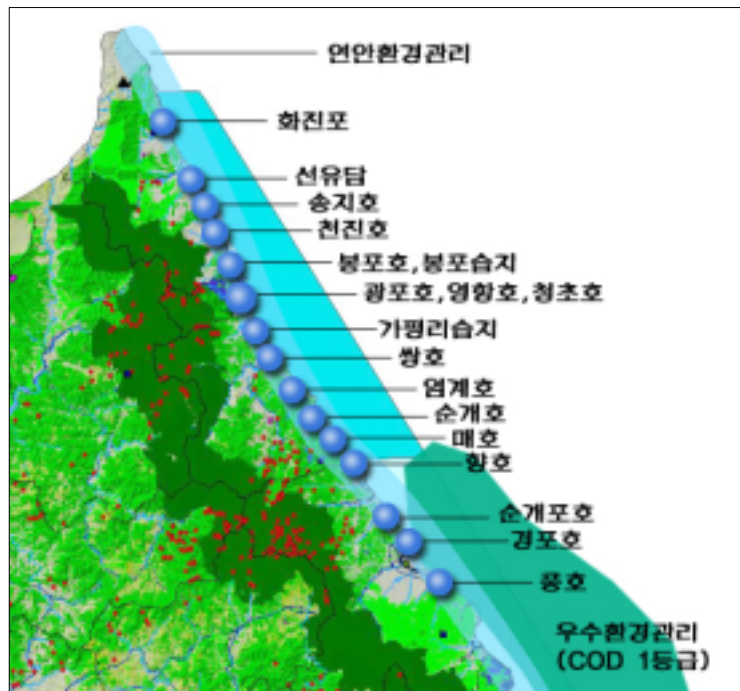 연안환경관리
화진포
선유담
송지호
천진호
봉포호,봉포습지
광포호,영항호,청초호
가평리습지
쌍호
염계호
순개호
매호
향호
순개포호
경포호
풍호
우수환경관리
(COD 1등급)